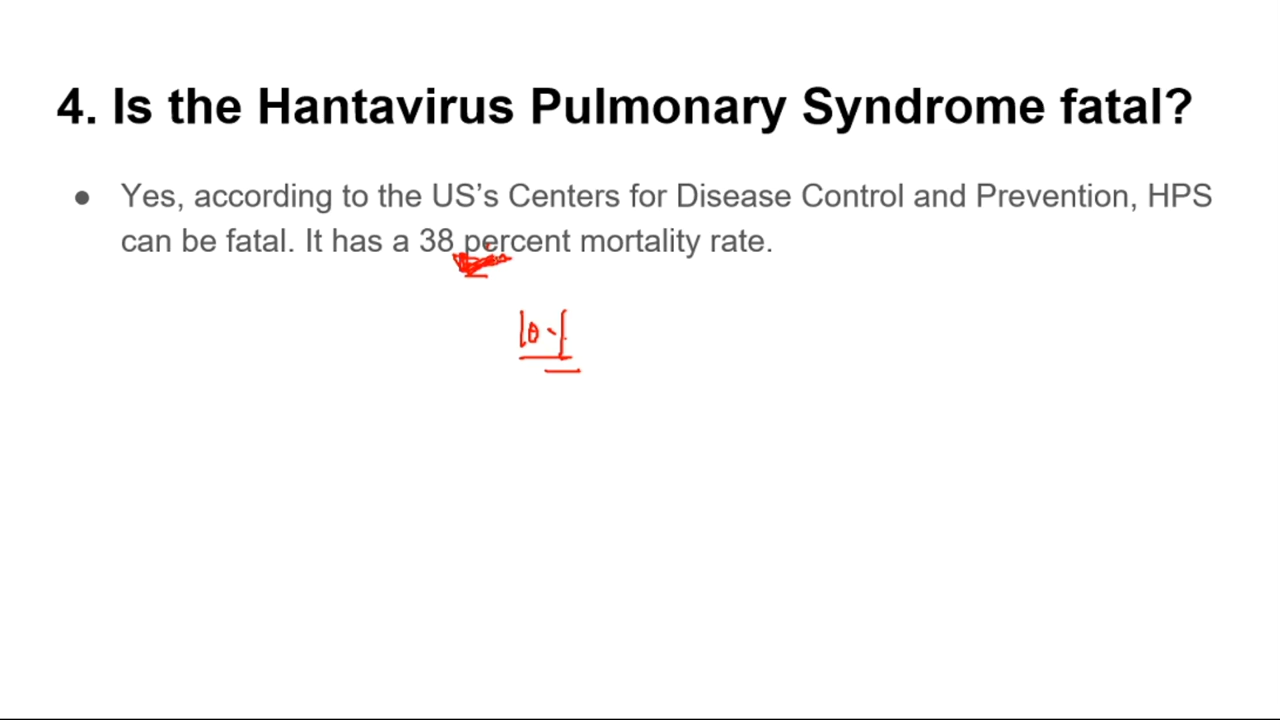 4. Is the Hantavirus Pulmonary Syndrome fatal?
● Yes, according to the US’s Centers for Disease Control and Prevention, HPS
can be fatal. It has a 38 percent mortality rate.